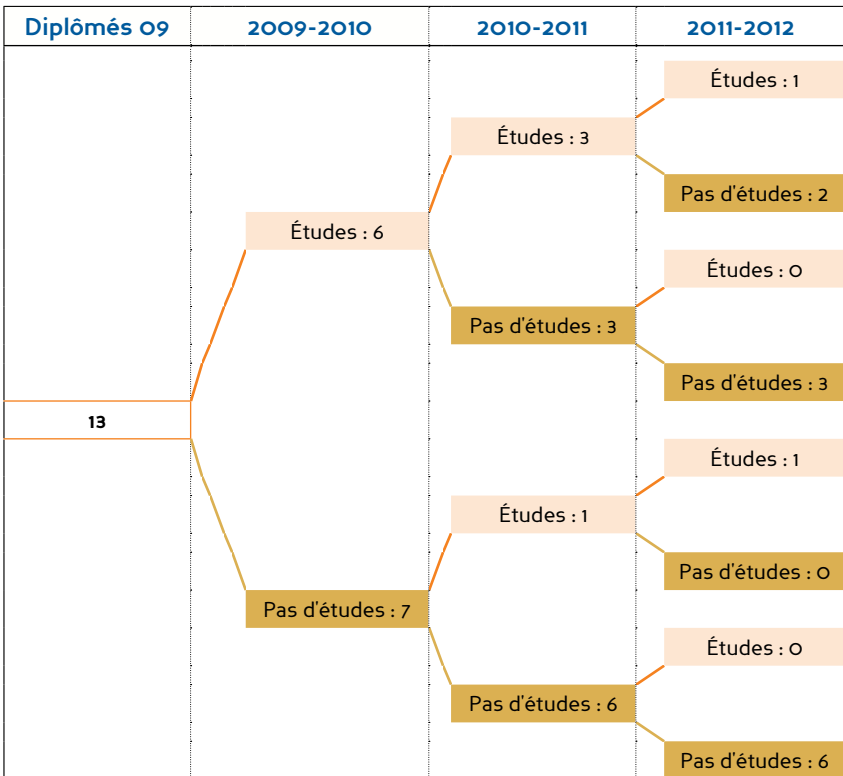 Diplômés 09 2009-2010 2010-2011 2011-2012
Études : 1
Études : 3
Pas d'études : 2
Études : 6
Études : 0
Pas d'études : 3
Pas d'études : 3
13
Études : 1
Études : 1
Pas d'études : 0
Pas d'études : 7
Études : 0
Pas d'études : 6
Pas d'études : 6